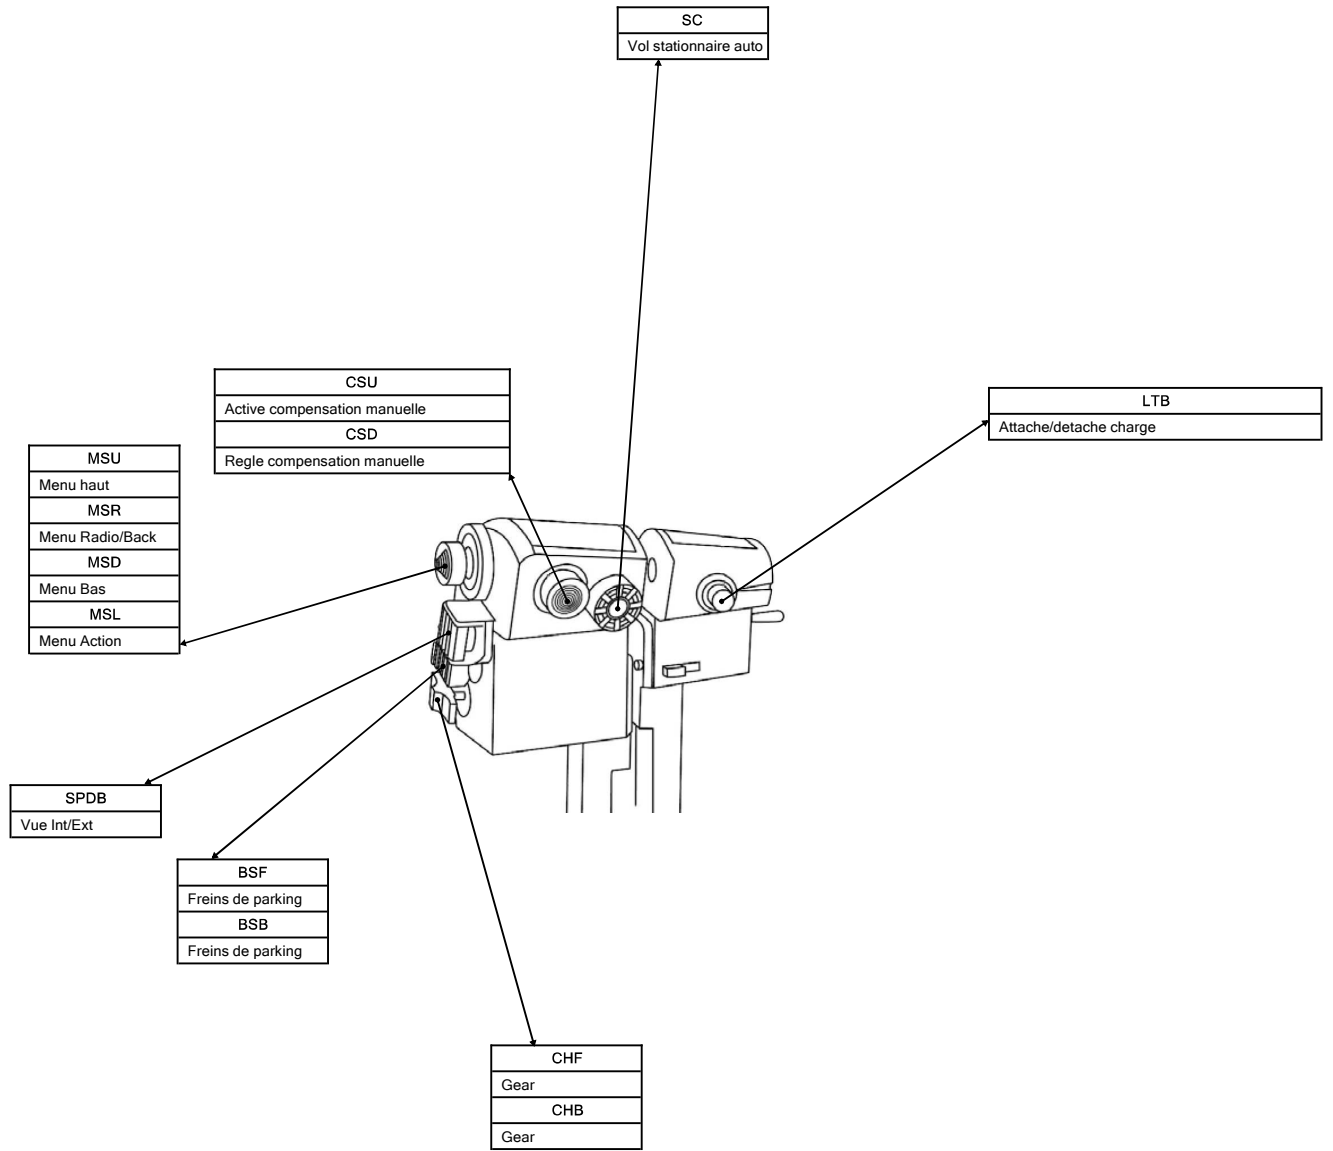 SC
Vol stationnaire auto
CSU
Active compensation manuelle
CSD
Regle compensation manuelle
LTB
Attache/detache charge
MSU
Menu haut
MSR
Menu Radio/Back
MSD
Menu Bas
MSL
Menu Action
SPDB
Vue Int/Ext
BSF
Freins de parking
BSB
Freins de parking
CHF
Gear
CHB
Gear